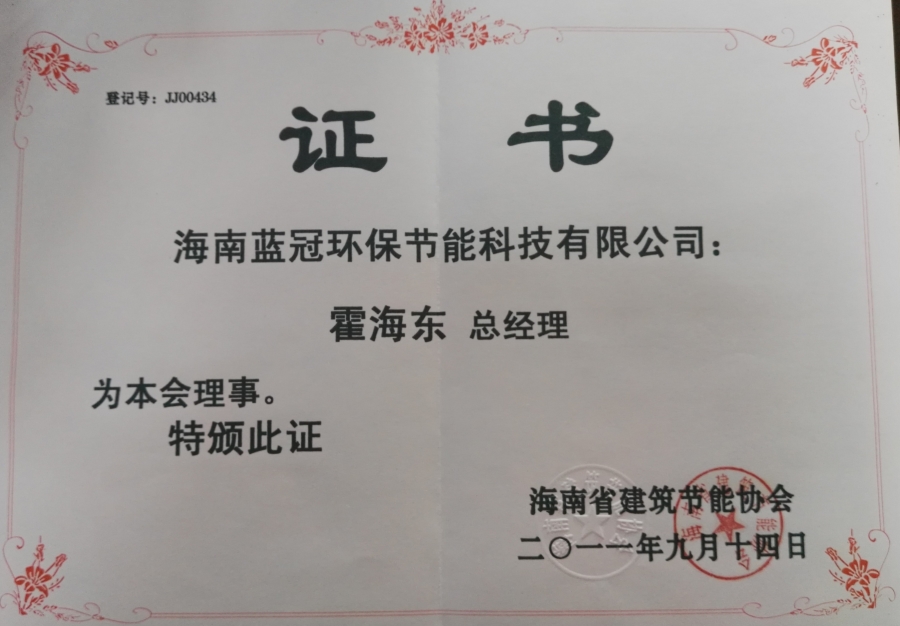 登记号：JJ00434
证 书
海南蓝冠环保节能科技有限公司：
霍海东 总经理
为本会理事。
特颁此证
海南省建筑节能协会
二〇一一年九月十四日